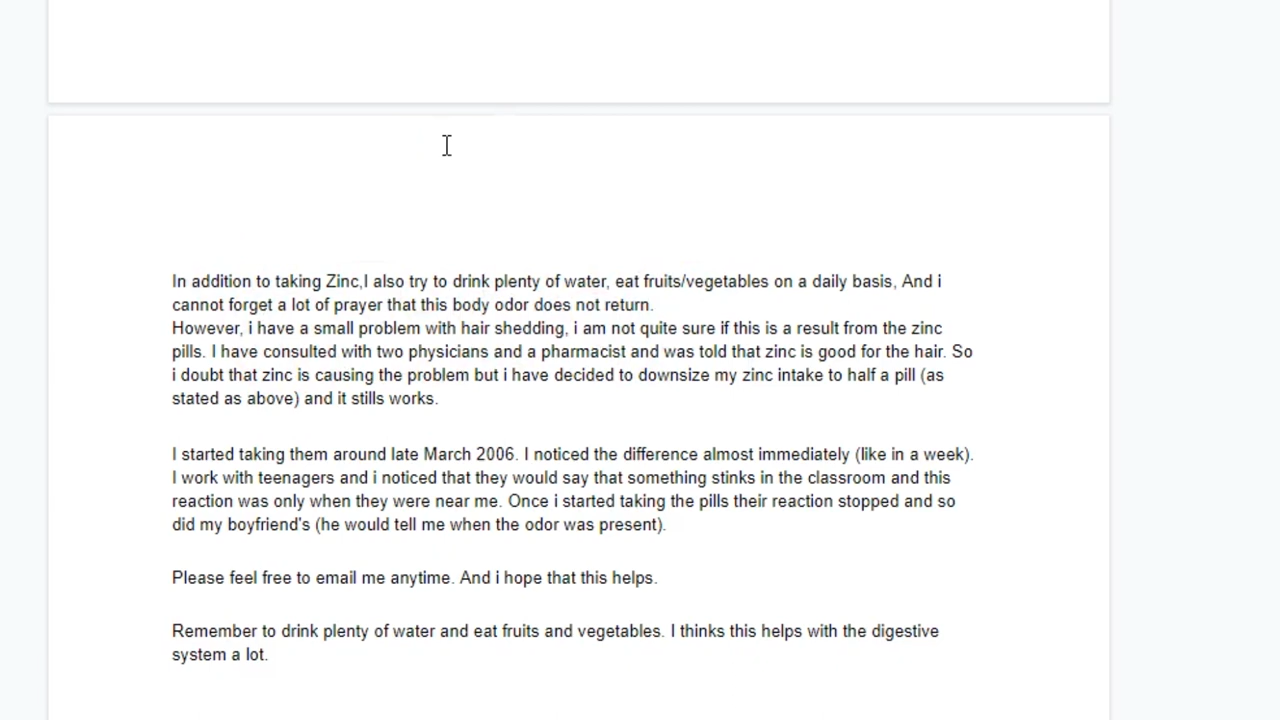 In addition to taking Zinc,I also try to drink plenty of water, eat fruits/vegetables on a daily basis, And i
cannot forget a lot of prayer that this body odor does not return.
However, i have a small problem with hair shedding, i am not quite sure if this is a result from the zinc
pills. I have consulted with two physicians and a pharmacist and was told that zinc is good for the hair. So
i doubt that zinc is causing the problem but i have decided to downsize my zinc intake to half a pill (as
stated as above) and it stills works.
I started taking them around late March 2006. I noticed the difference almost immediately (like in a week).
I work with teenagers and i noticed that they would say that something stinks in the classroom and this
reaction was only when they were near me. Once i started taking the pills their reaction stopped and so
did my boyfriend's (he would tell me when the odor was present).
Please feel free to email me anytime. And i hope that this helps.
Remember to drink plenty of water and eat fruits and vegetables. I thinks this helps with the digestive
system a lot.